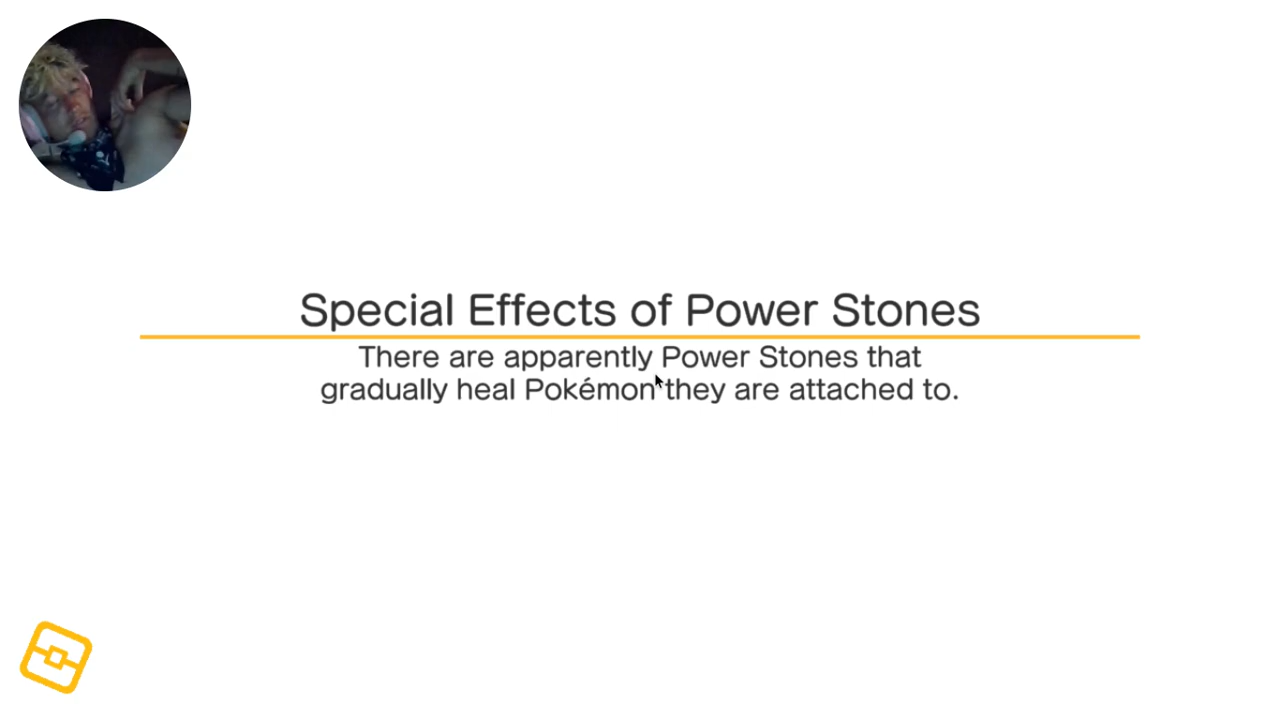 Special Effects of Power Stones
There are apparently Power Stones that
gradually heal Pokémon they are attached to.